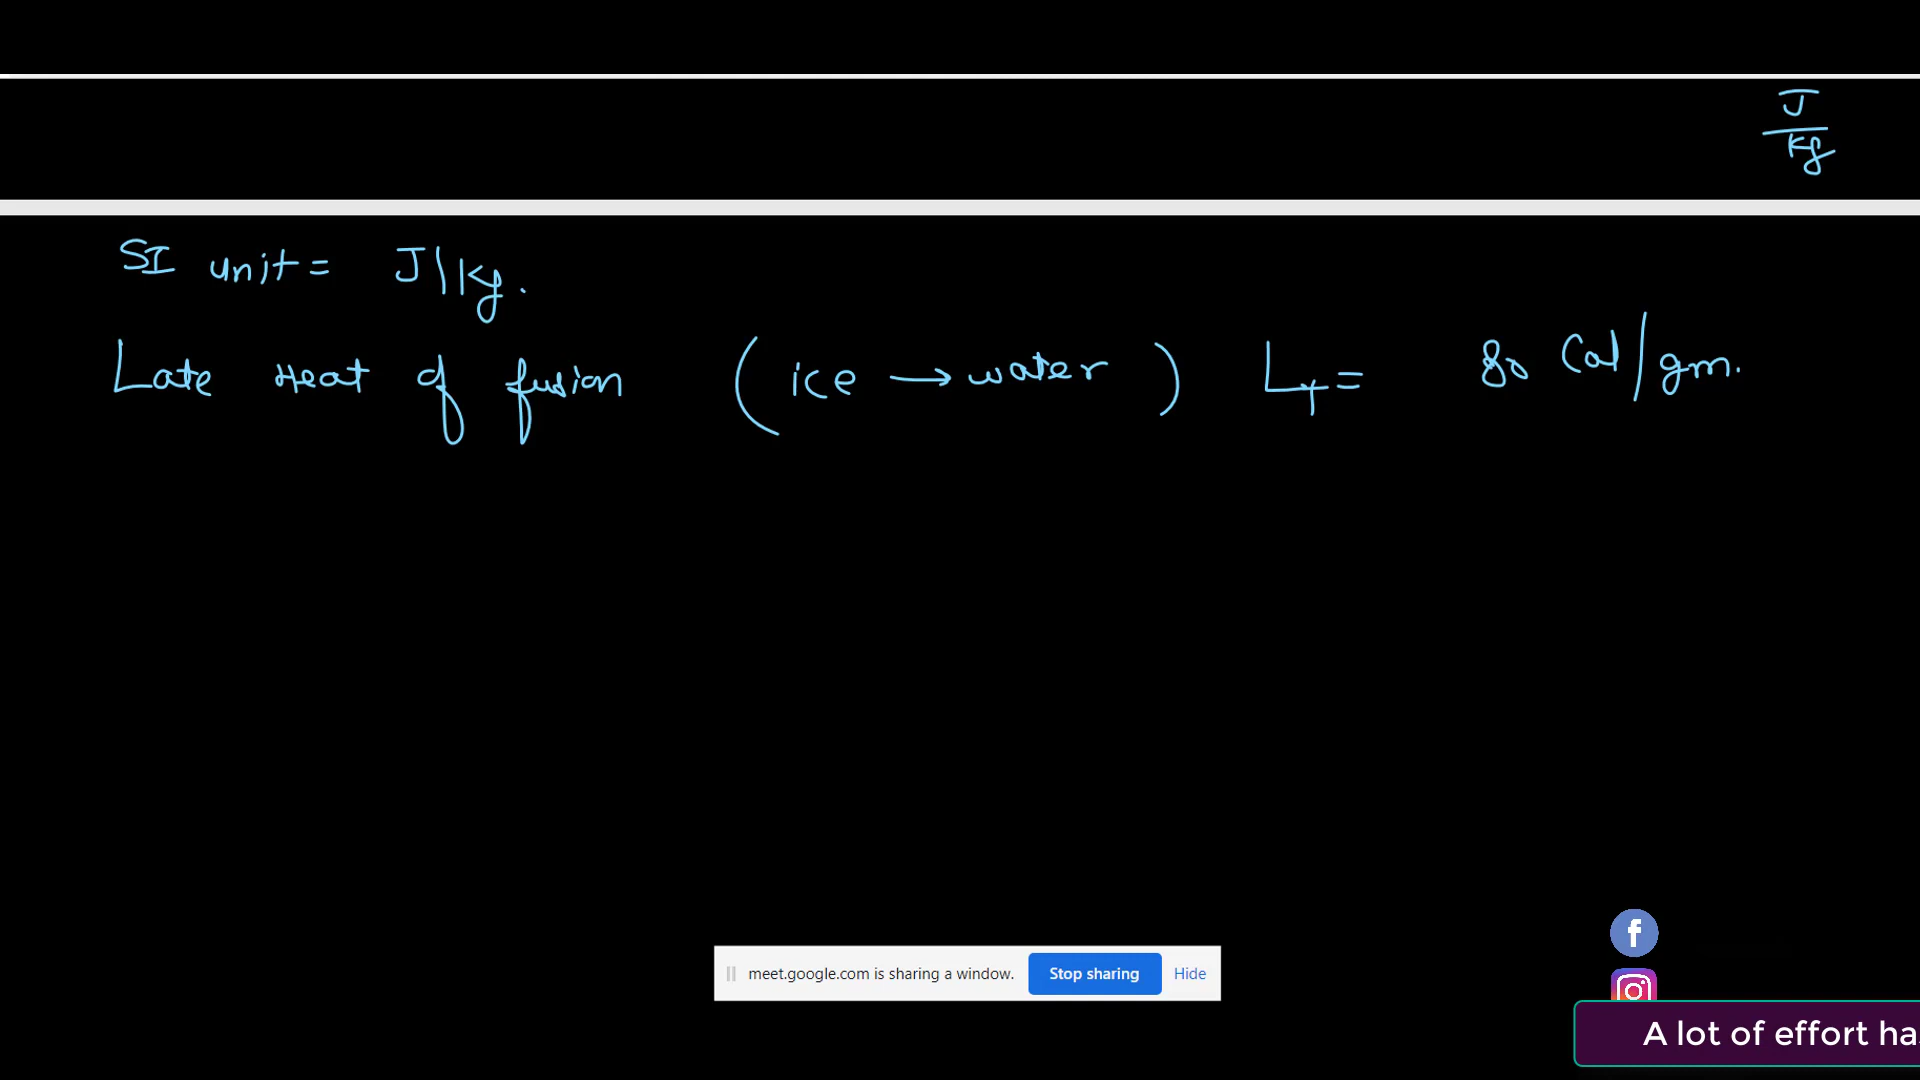 J
kg
SI unit = J|kg.
Late Heat of fusion (ice → water) Lf = 80 Cal/gm.
meet.google.com is sharing a window. Stop sharing Hide
A lot of effort ha